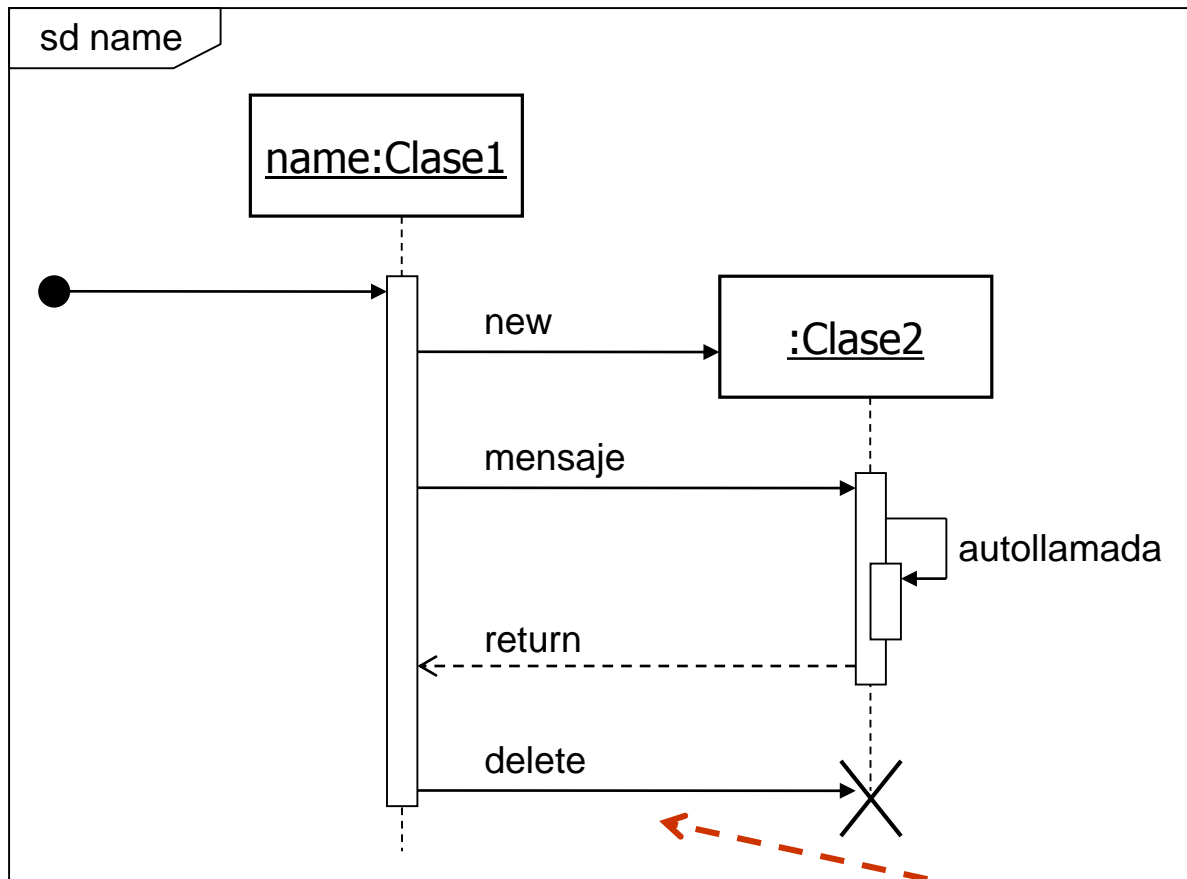 sd name
name:Clase1
new
:Clase2
mensaje
autollamada
return
delete